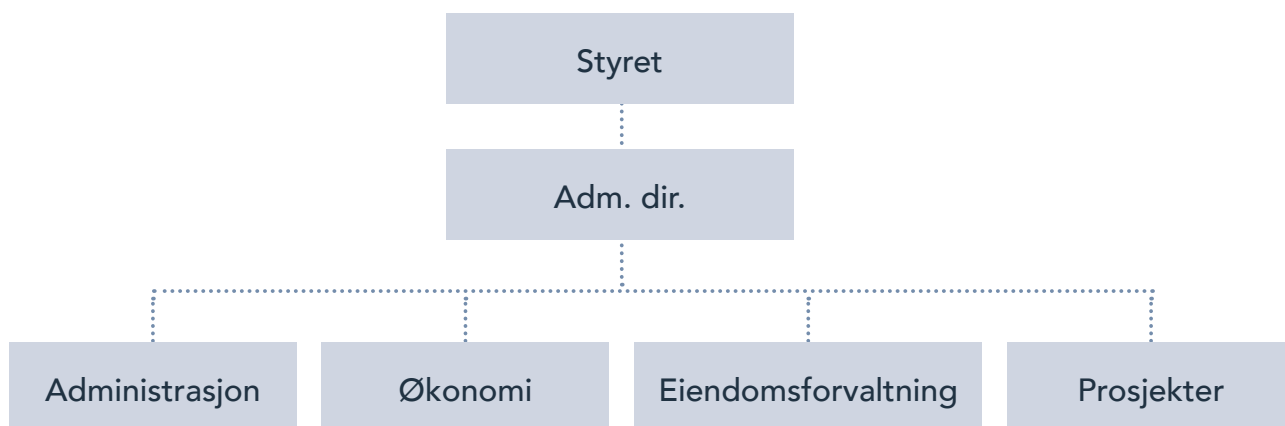 Styret
Adm. dir.
Administrasjon
Økonomi
Eiendomsforvaltning
Prosjekter